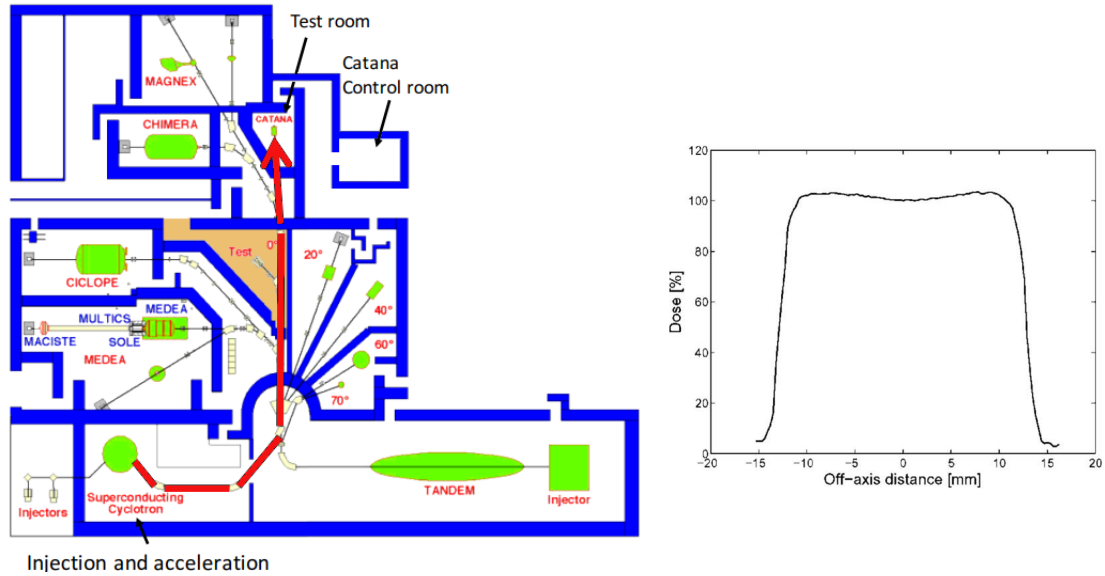 Test room
Catana
Control room
MAGNEX
CATANA
CHIMERA
0°
Test
20°
CICLOPE
40°
MEDEA
MULTICS
60°
MACISTE
SOLE
MEDEA
70°
Superconducting
Cyclotron
TANDEM
Injector
Injectors
Injection and acceleration
120
100
80
60
40
20
0
−20
−15
−10
−5
0
5
10
15
20
Dose [%]
Off−axis distance [mm]